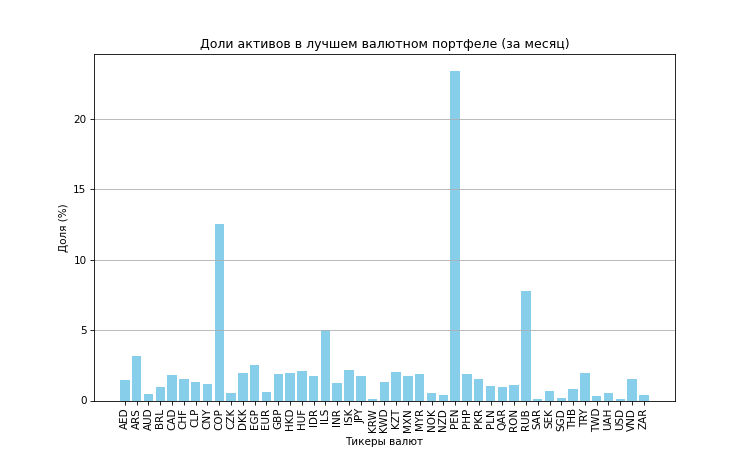 Доли активов в лучшем валютном портфеле (за месяц)
Доля (%)
20
15
10
5
0
AED ARS AUD BRL CAD CHF CLP CNY COP CZK DKK EGP EUR GBP HKD HUF IDR ILS INR ISK JPY KRW KWD KZT MXN MYR NOK NZD PEN PHP PKR PLN QAR RON RUB SAR SEK SGD THB TRY TWD UAH USD VND ZAR
Тикеры валют